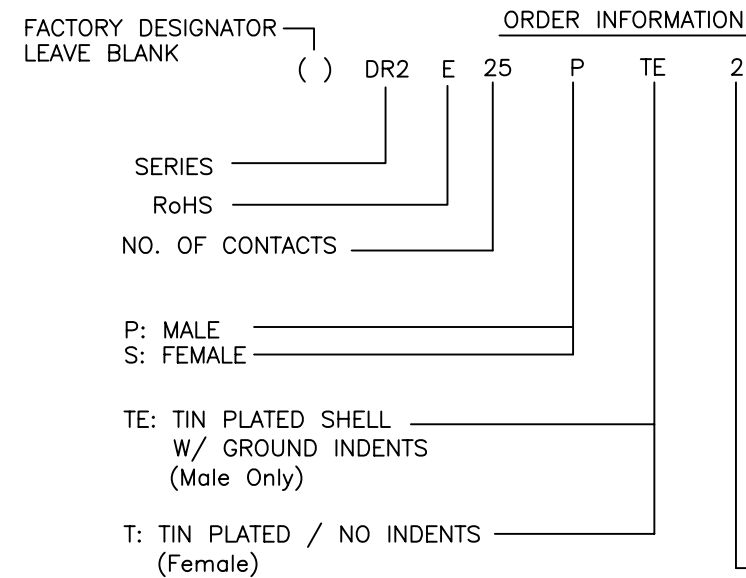 ORDER INFORMATION
FACTORY DESIGNATOR
LEAVE BLANK
( ) DR2 E 25 P TE 2
SERIES
RoHS
NO. OF CONTACTS
P: MALE
S: FEMALE
TE: TIN PLATED SHELL
W/ GROUND INDENTS
(Male Only)
T: TIN PLATED / NO INDENTS
(Female)